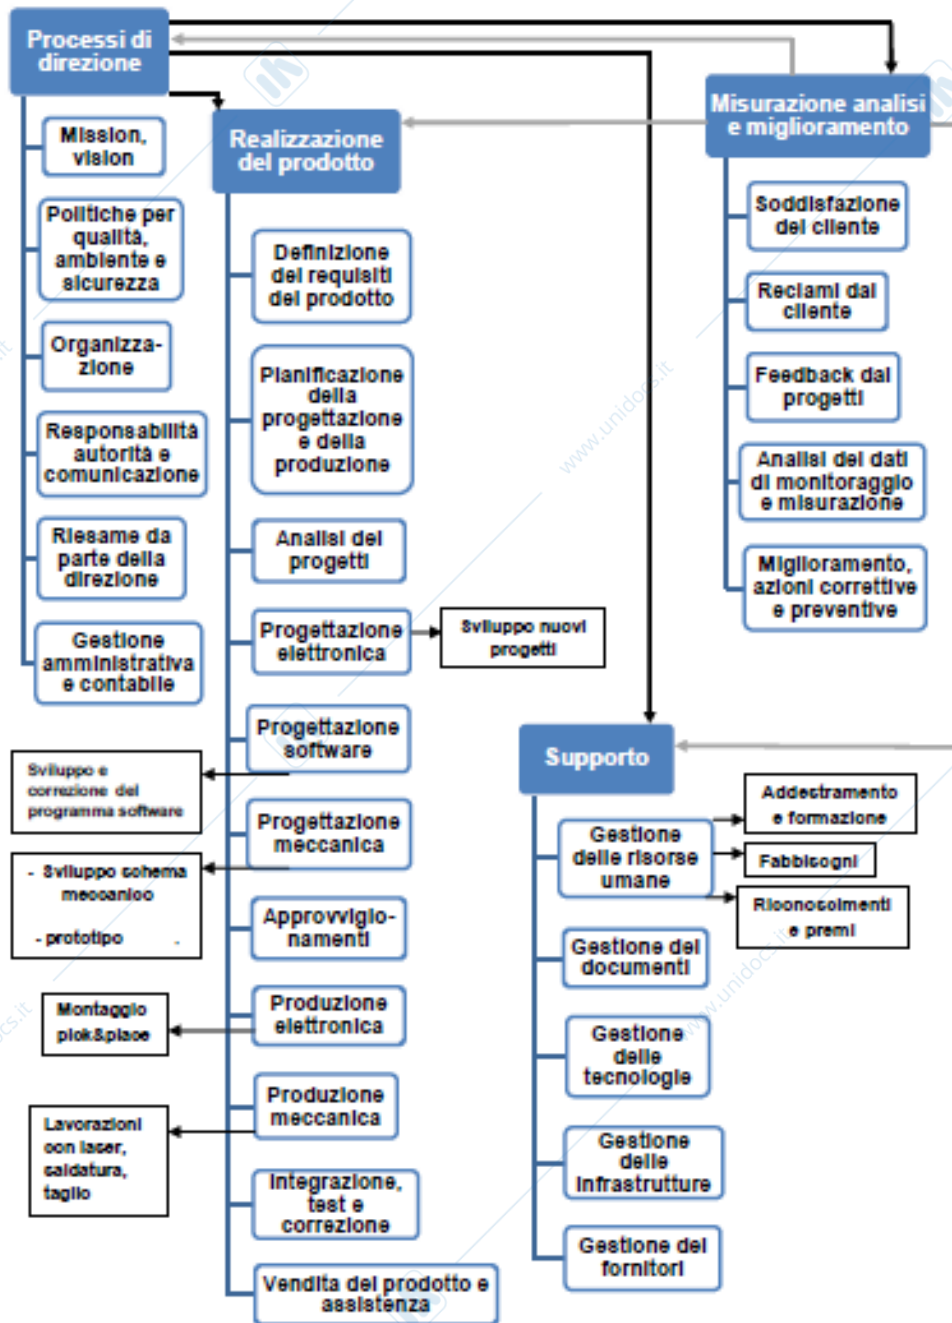 Processi di
direzione
Mission,
vision
Politiche per
qualità,
ambiente e
sicurezza
Organizza-
zione
Responsabilità
autorità e
comunicazione
Riesame da
parte della
direzione
Gestione
amministrativa
e contabile
Realizzazione
del prodotto
Definizione
dei requisiti
del prodotto
Pianificazione
della
progettazione
e della
produzione
Analisi dei
progetti
Progettazione
elettronica
Sviluppo nuovi
progetti
Progettazione
software
Sviluppo e
correzione del
programma software
Progettazione
meccanica
- Sviluppo schema
meccanico
- prototipo .
Approvvigio-
namenti
Produzione
elettronica
Montaggio
pick&place
Produzione
meccanica
Lavorazioni
con laser,
saldatura,
taglio
Integrazione,
test e
correzione
Vendita del prodotto e
assistenza
Misurazione analisi
e miglioramento
Soddisfazione
del cliente
Reclami dal
cliente
Feedback dai
progetti
Analisi dei dati
di monitoraggio
e misurazione
Miglioramento,
azioni correttive
e preventive
Supporto
Gestione
delle risorse
umane
Addestramento
e formazione
Fabbisogni
Riconoscimenti
e premi
Gestione dei
documenti
Gestione
delle
tecnologie
Gestione
delle
infrastrutture
Gestione dei
fornitori
www.unidocs.it
www.unidocs.it